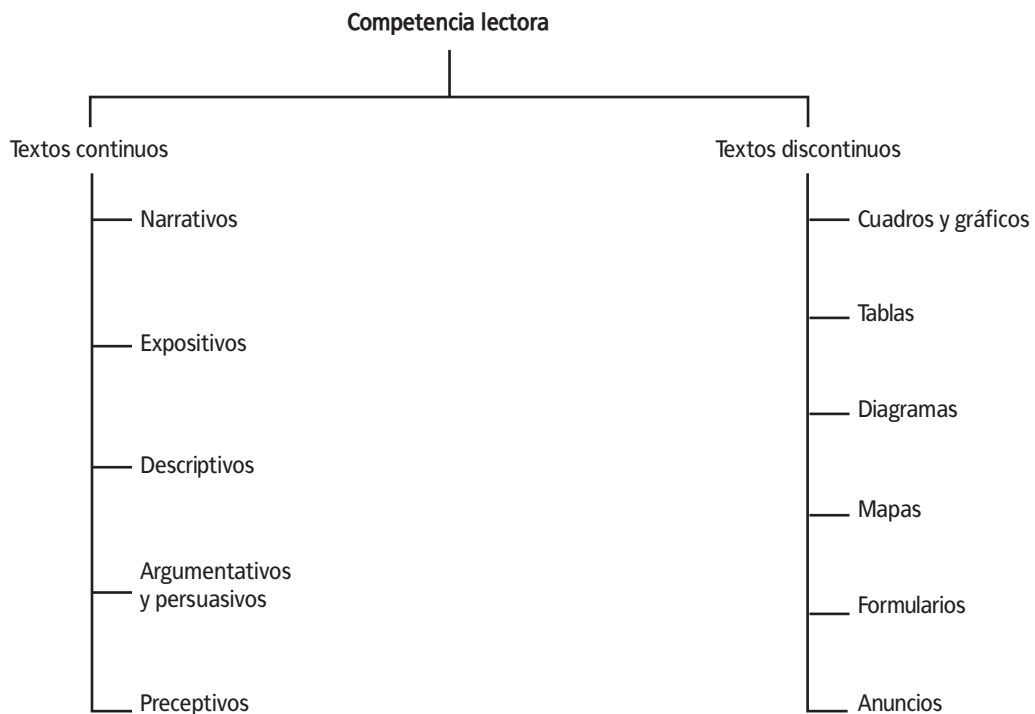 Competencia lectora
Textos continuos
Narrativos
Expositivos
Descriptivos
Argumentativos
y persuasivos
Preceptivos
Textos discontinuos
Cuadros y gráficos
Tablas
Diagramas
Mapas
Formularios
Anuncios